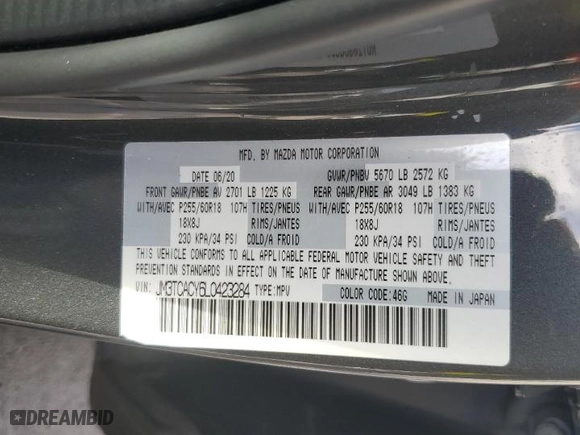 MFD. BY MAZDA MOTOR CORPORATION
DATE 06/20 GVWR/PNBV 5670 LB 2572 KG
FRONT GAWR/PNBE AV 2701 LB 1225 KG REAR GAWR/PNBE AR 3049 LB 1383 KG
WITH/AVEC P255/60R18 107H TIRES/PNEUS WITH/AVEC P255/60R18 107H TIRES/PNEUS
18X8J RIMS/JANTES 18X8J RIMS/JANTES
230 KPA/34 PSI COLD/A FROID 230 KPA/34 PSI COLD/A FROID
THIS VEHICLE CONFORMS TO ALL APPLICABLE FEDERAL MOTOR VEHICLE SAFETY AND THEFT
PREVENTION STANDARDS IN EFFECT ON THE DATE OF MANUFACTURE SHOWN ABOVE.
VIN: JM3TCACY6L0423284 TYPE:MPV COLOR CODE:46G MADE IN JAPAN
DREAMBID